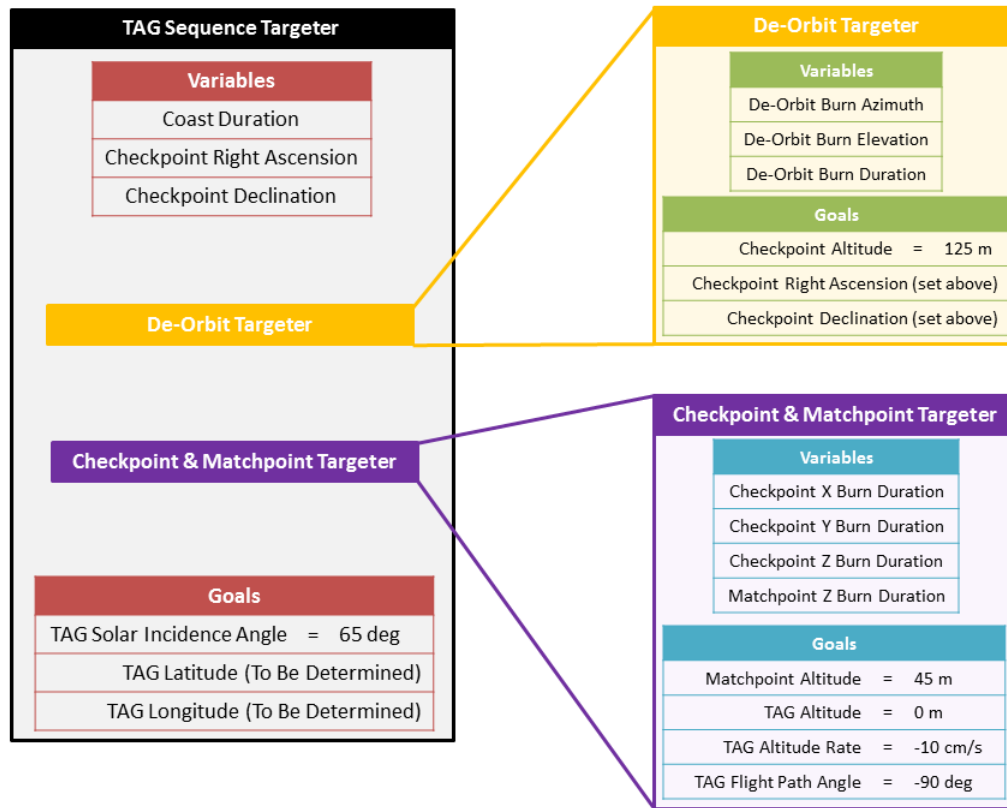 TAG Sequence Targeter
Variables
Coast Duration
Checkpoint Right Ascension
Checkpoint Declination
De-Orbit Targeter
Checkpoint & Matchpoint Targeter
Goals
TAG Solar Incidence Angle = 65 deg
TAG Latitude (To Be Determined)
TAG Longitude (To Be Determined)
De-Orbit Targeter
Variables
De-Orbit Burn Azimuth
De-Orbit Burn Elevation
De-Orbit Burn Duration
Goals
Checkpoint Altitude = 125 m
Checkpoint Right Ascension (set above)
Checkpoint Declination (set above)
Checkpoint & Matchpoint Targeter
Variables
Checkpoint X Burn Duration
Checkpoint Y Burn Duration
Checkpoint Z Burn Duration
Matchpoint Z Burn Duration
Goals
Matchpoint Altitude = 45 m
TAG Altitude = 0 m
TAG Altitude Rate = -10 cm/s
TAG Flight Path Angle = -90 deg